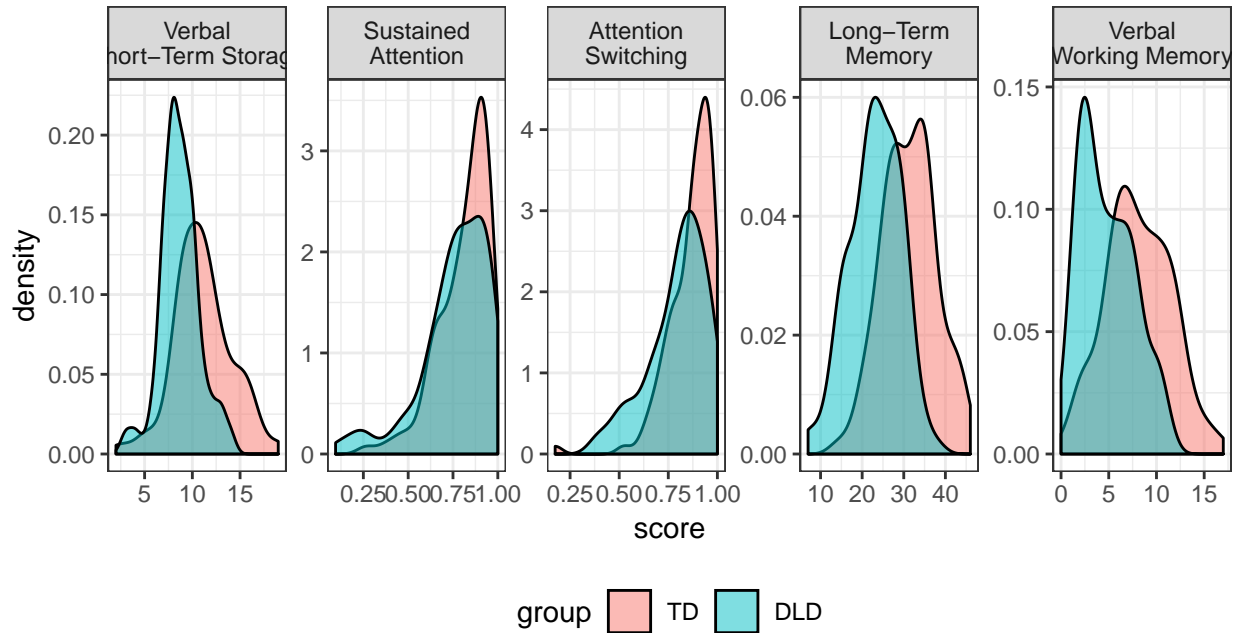 Verbal
hort−Term Storag
Sustained
Attention
Attention
Switching
Long−Term
Memory
Verbal
Working Memory
density
0.00
0.05
0.10
0.15
0.20
0
1
2
3
0
1
2
3
4
0.00
0.02
0.04
0.06
0.00
0.05
0.10
0.15
5 10 15
0.25 0.50 0.75 1.00
0.25 0.50 0.75 1.00
10 20 30 40
0 5 10 15
score
group TD DLD